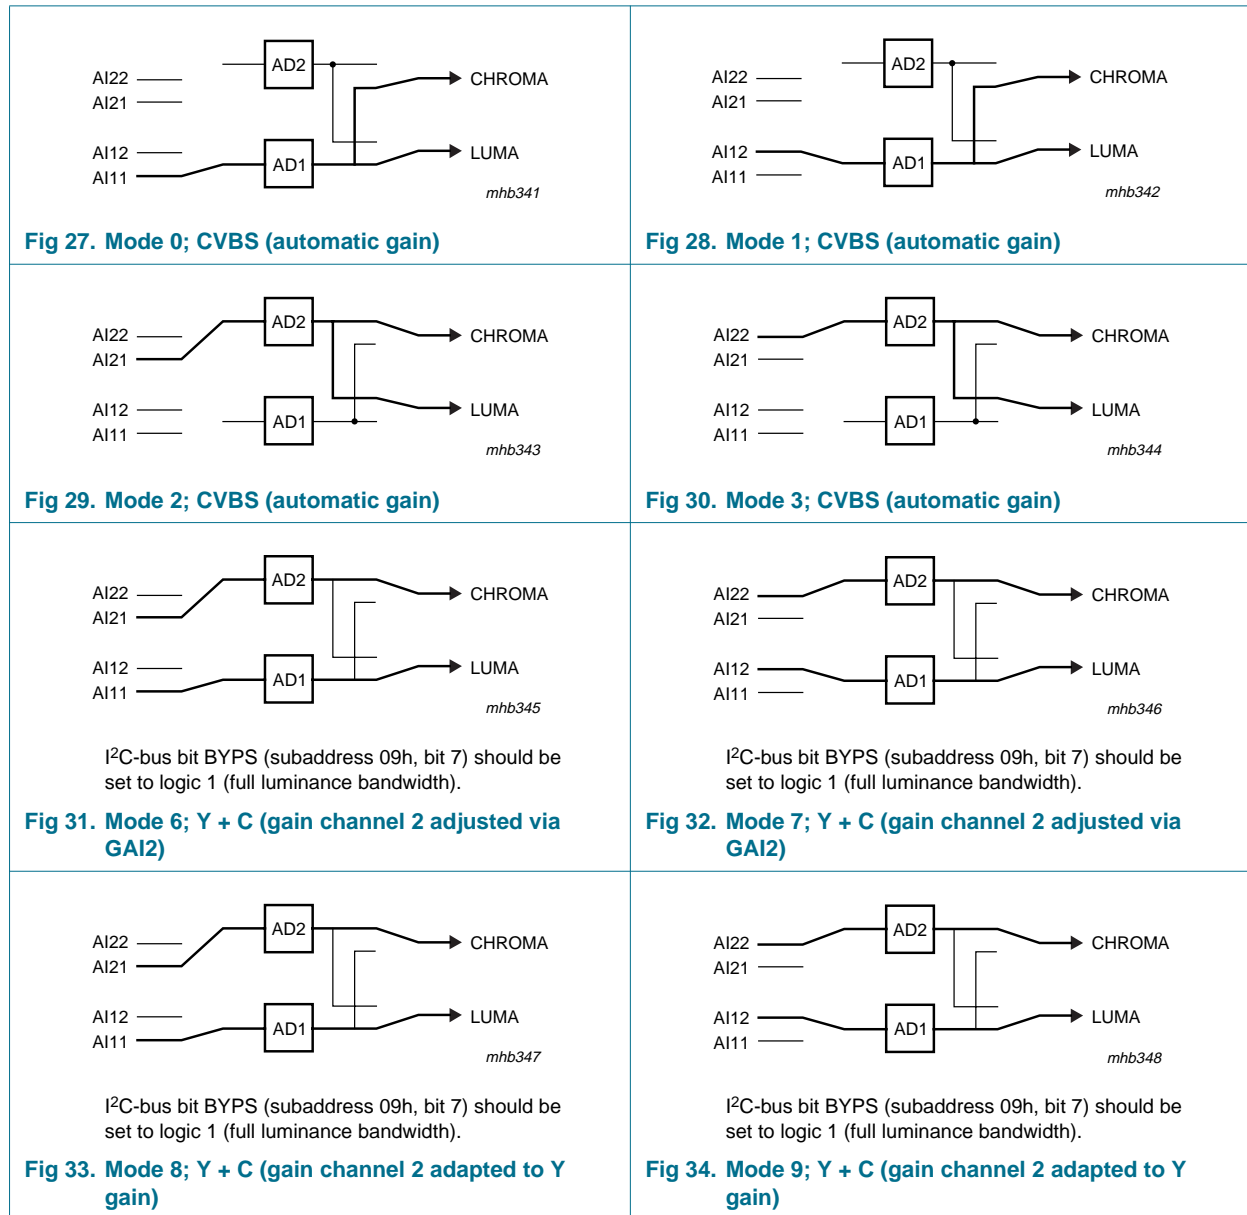 AD2
AI22
CHROMA
AI21
AI12
LUMA
AD1
AI11
mhb341
Fig 27. Mode 0; CVBS (automatic gain)
AD2
AI22
CHROMA
AI21
AI12
LUMA
AD1
AI11
mhb342
Fig 28. Mode 1; CVBS (automatic gain)
AD2
AI22
CHROMA
AI21
AI12
LUMA
AD1
AI11
mhb343
Fig 29. Mode 2; CVBS (automatic gain)
AD2
AI22
CHROMA
AI21
AI12
LUMA
AD1
AI11
mhb344
Fig 30. Mode 3; CVBS (automatic gain)
AD2
AI22
CHROMA
AI21
AI12
LUMA
AD1
AI11
mhb345
I²C-bus bit BYPS (subaddress 09h, bit 7) should be
set to logic 1 (full luminance bandwidth).
Fig 31. Mode 6; Y + C (gain channel 2 adjusted via
GAI2)
AD2
AI22
CHROMA
AI21
AI12
LUMA
AD1
AI11
mhb346
I²C-bus bit BYPS (subaddress 09h, bit 7) should be
set to logic 1 (full luminance bandwidth).
Fig 32. Mode 7; Y + C (gain channel 2 adjusted via
GAI2)
AD2
AI22
CHROMA
AI21
AI12
LUMA
AD1
AI11
mhb347
I²C-bus bit BYPS (subaddress 09h, bit 7) should be
set to logic 1 (full luminance bandwidth).
Fig 33. Mode 8; Y + C (gain channel 2 adapted to Y
gain)
AD2
AI22
CHROMA
AI21
AI12
LUMA
AD1
AI11
mhb348
I²C-bus bit BYPS (subaddress 09h, bit 7) should be
set to logic 1 (full luminance bandwidth).
Fig 34. Mode 9; Y + C (gain channel 2 adapted to Y
gain)